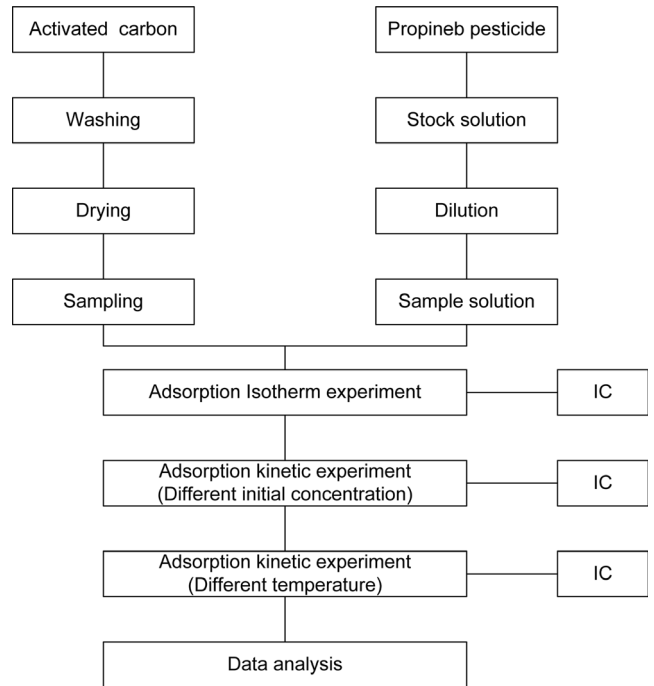 Activated carbon
Propineb pesticide
Washing
Stock solution
Drying
Dilution
Sampling
Sample solution
Adsorption Isotherm experiment
IC
Adsorption kinetic experiment
(Different initial concentration)
IC
Adsorption kinetic experiment
(Different temperature)
IC
Data analysis